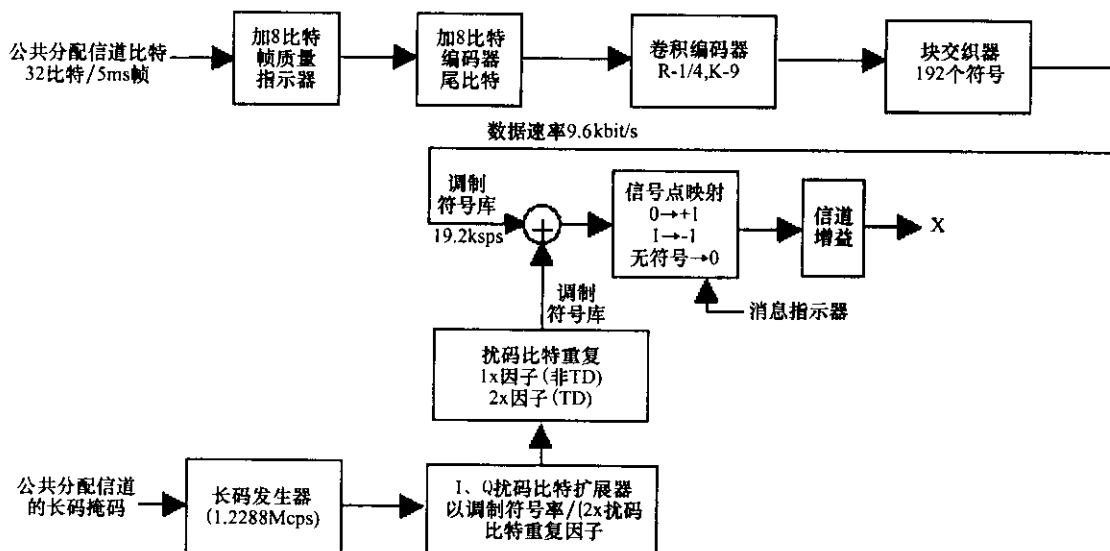 公共分配信道比特
32比特/5ms帧
加8比特
帧质量
指示器
加8比特
编码器
尾比特
卷积编码器
R-1/4,K-9
块交织器
192个符号
数据速率9.6kbit/s
调制
符号库
19.2ksps
信号点映射
0→+1
1→-1
无符号→0
信道
增益
X
消息指示器
调制
符号库
扰码比特重复
1x因子(非TD)
2x因子(TD)
公共分配信道
的长码掩码
长码发生器
(1.2288Mcps)
I、Q扰码比特扩展器
以调制符号率/[2x扰码
比特重复因子